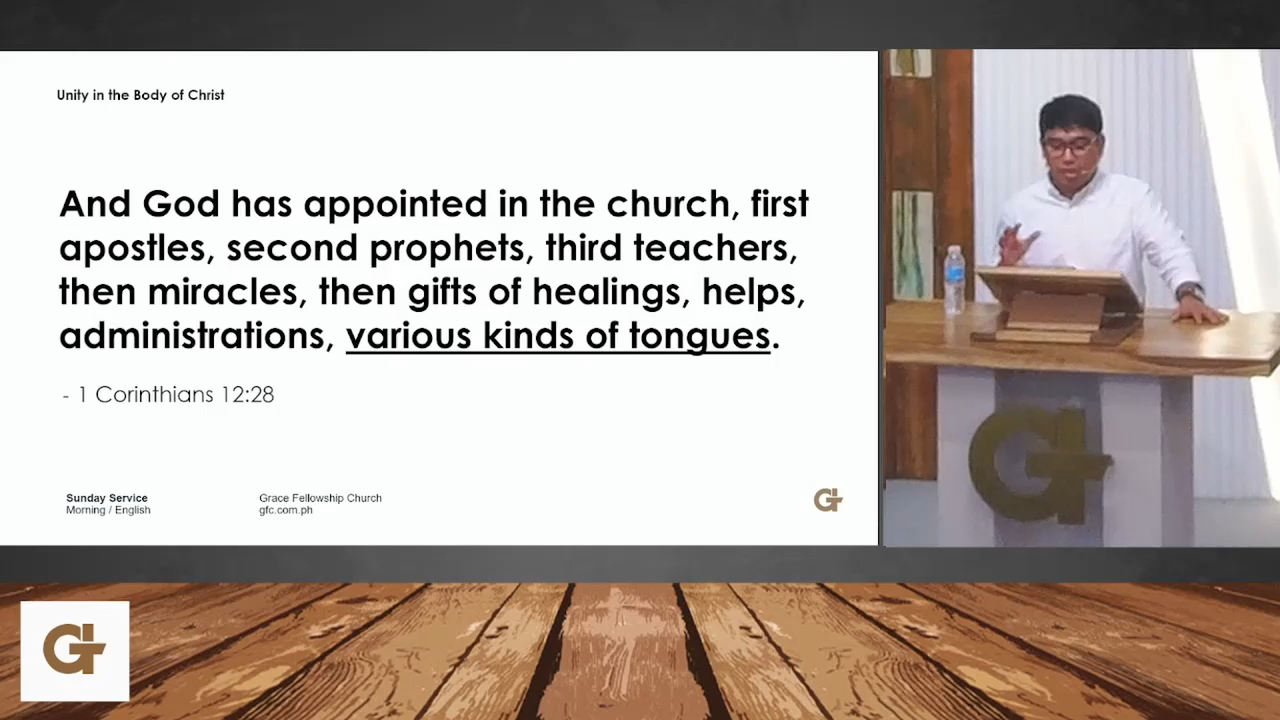 Unity in the Body of Christ
And God has appointed in the church, first
apostles, second prophets, third teachers,
then miracles, then gifts of healings, helps,
administrations, various kinds of tongues.
- 1 Corinthians 12:28
Sunday Service
Morning / English
Grace Fellowship Church
gfc.com.ph